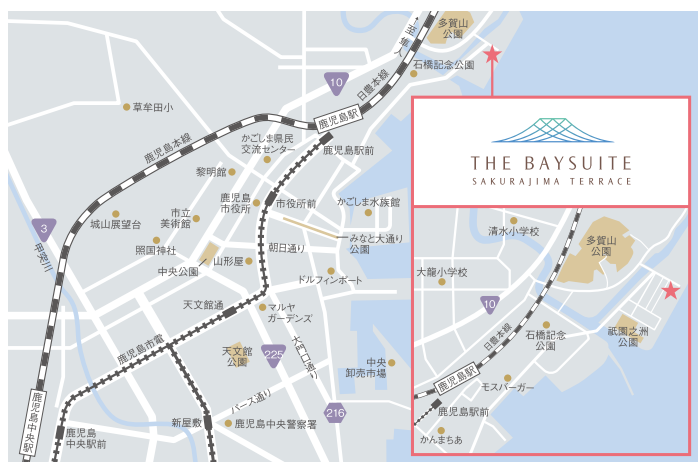 多賀山
公園
↑至 隼人
石橋記念公園
10
日豊本線
草牟田小
鹿児島本線
鹿児島駅
かごしま県民
交流センター
鹿児島駅前
黎明館
鹿児島
市役所
市役所前
かごしま水族館
3
甲突川
城山展望台
市立
美術館
照国神社
みなと大通り
公園
朝日通り
中央公園
山形屋
ドルフィンポート
天文館通
マルヤ
ガーデンズ
鹿児島市電
天文館
公園
225
大門口通り
中央
卸売市場
パース通り
216
新屋敷
鹿児島中央警察署
鹿児島
中央駅前
鹿児島中央駅
THE BAYSUITE
SAKURAJIMA TERRACE
清水小学校
多賀山
公園
大龍小学校
10
日豊本線
石橋記念
公園
祇園之洲
公園
鹿児島駅
モスバーガー
鹿児島駅前
かんまちあ